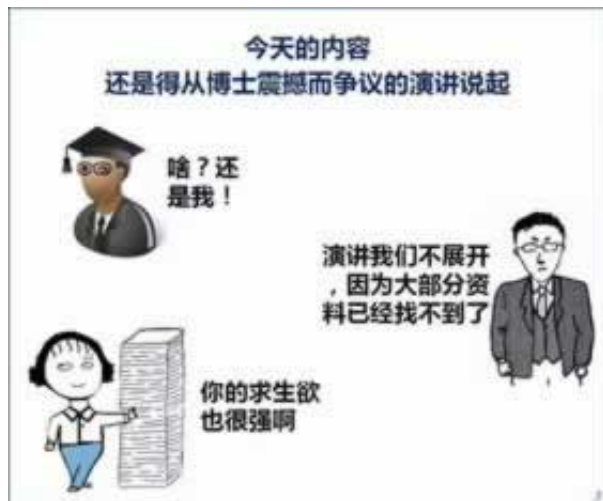 今天的内容
还是得从博士震撼而争议的演讲说起
啥？还
是我！
演讲我们不展开
，因为大部分资
料已经找不到了
你的求生欲
也很强啊